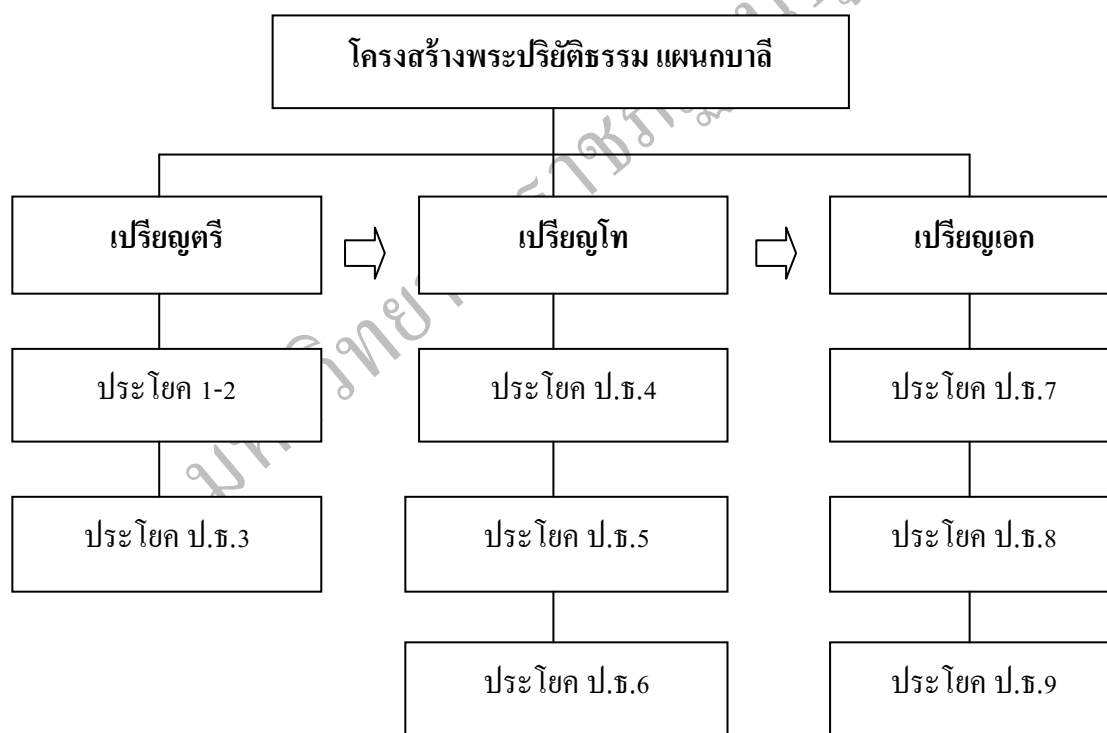 โครงสร้างพระปริยัติธรรม แผนกบาลี
เปรียญตรี
เปรียญโท
เปรียญเอก
ประโยค 1-2
ประโยค ป.ธ.4
ประโยค ป.ธ.7
ประโยค ป.ธ.3
ประโยค ป.ธ.5
ประโยค ป.ธ.8
ประโยค ป.ธ.6
ประโยค ป.ธ.9